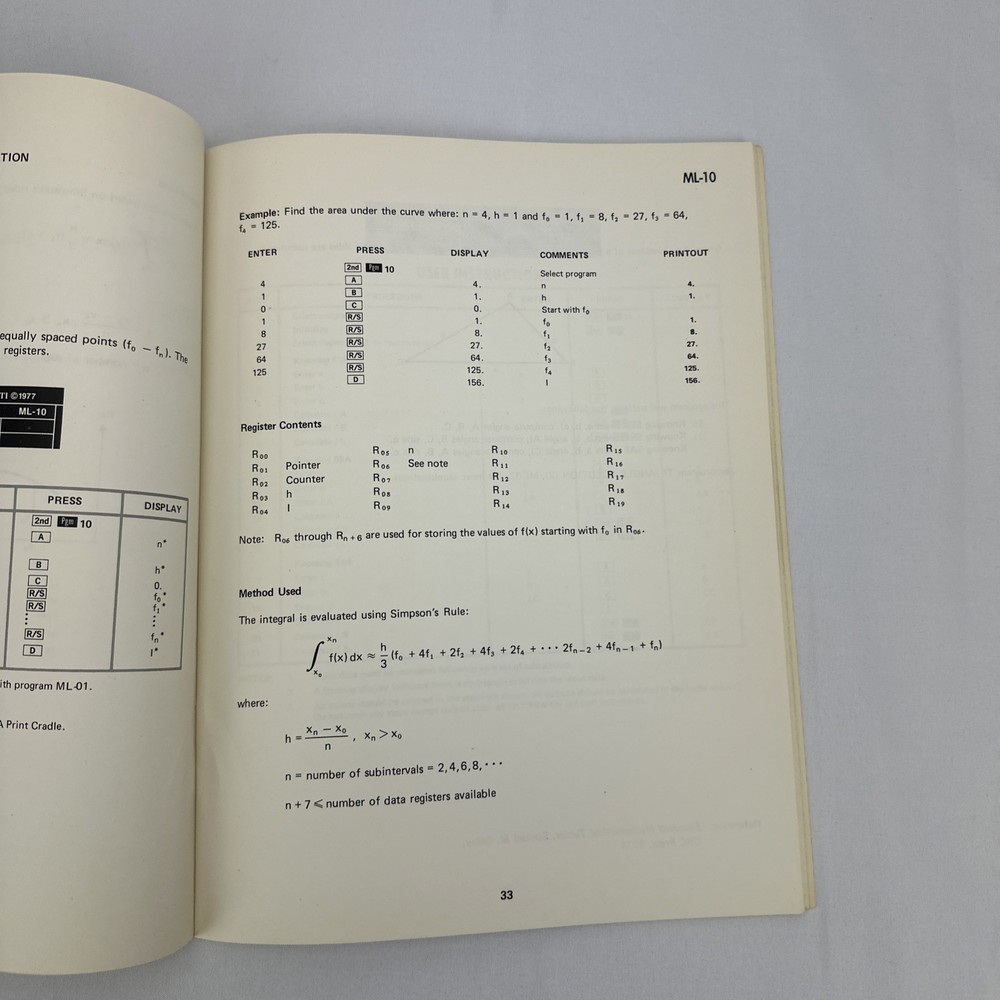 TION
equally spaced points (f₀ – fₙ). The
registers.
TI ©1977
ML-10
PRESS DISPLAY
2nd Pgm 10
A n*
B h*
C 0.
R/S f₀*
R/S f₁*
⋮ ⋮
R/S fₙ*
D I*
ith program ML-01.
A Print Cradle.
ML-10
Example: Find the area under the curve where: n = 4, h = 1 and f₀ = 1, f₁ = 8, f₂ = 27, f₃ = 64,
f₄ = 125.
ENTER PRESS DISPLAY COMMENTS PRINTOUT
2nd Pgm 10 Select program
4 A 4. n 4.
1 B 1. h 1.
0 C 0. Start with f₀
1 R/S 1. f₀ 1.
8 R/S 8. f₁ 8.
27 R/S 27. f₂ 27.
64 R/S 64. f₃ 64.
125 R/S 125. f₄ 125.
D 156. I 156.
Register Contents
R₀₀ R₀₅ n R₁₀ R₁₅
R₀₁ Pointer R₀₆ See note R₁₁ R₁₆
R₀₂ Counter R₀₇ R₁₂ R₁₇
R₀₃ h R₀₈ R₁₃ R₁₈
R₀₄ I R₀₉ R₁₄ R₁₉
Note: R₀₆ through Rₙ₊₆ are used for storing the values of f(x) starting with f₀ in R₀₆.
Method Used
The integral is evaluated using Simpson's Rule:
∫ₓ₀ˣⁿ f(x) dx ≈ h/3 (f₀ + 4f₁ + 2f₂ + 4f₃ + 2f₄ + ··· 2fₙ₋₂ + 4fₙ₋₁ + fₙ)
where:
h = xₙ – x₀ / n , xₙ > x₀
n = number of subintervals = 2,4,6,8, ···
n + 7 ⩽ number of data registers available
33